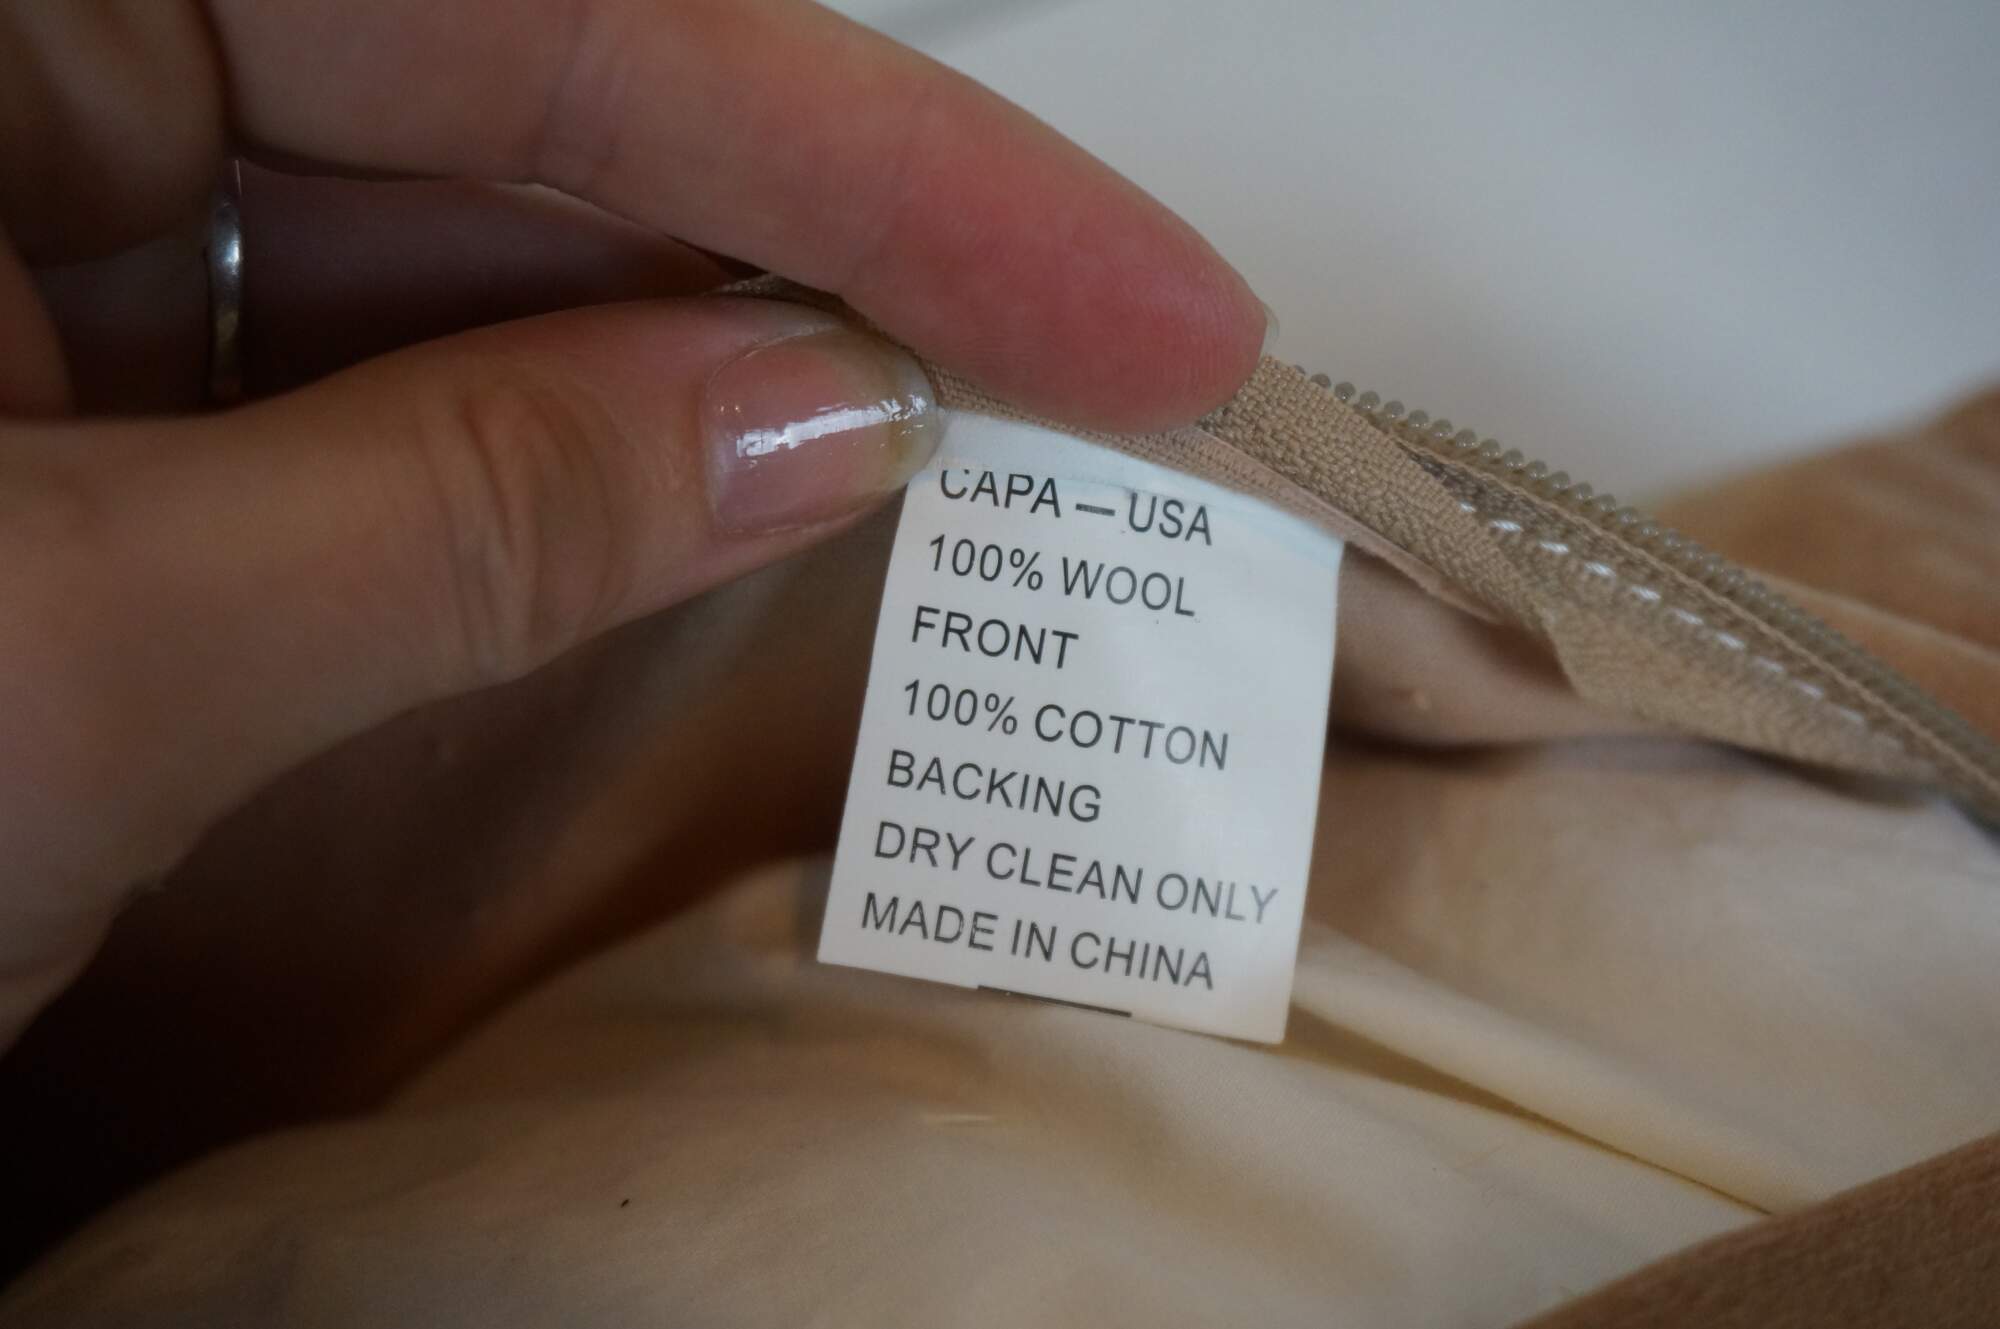 CAPA — USA
100% WOOL
FRONT
100% COTTON
BACKING
DRY CLEAN ONLY
MADE IN CHINA